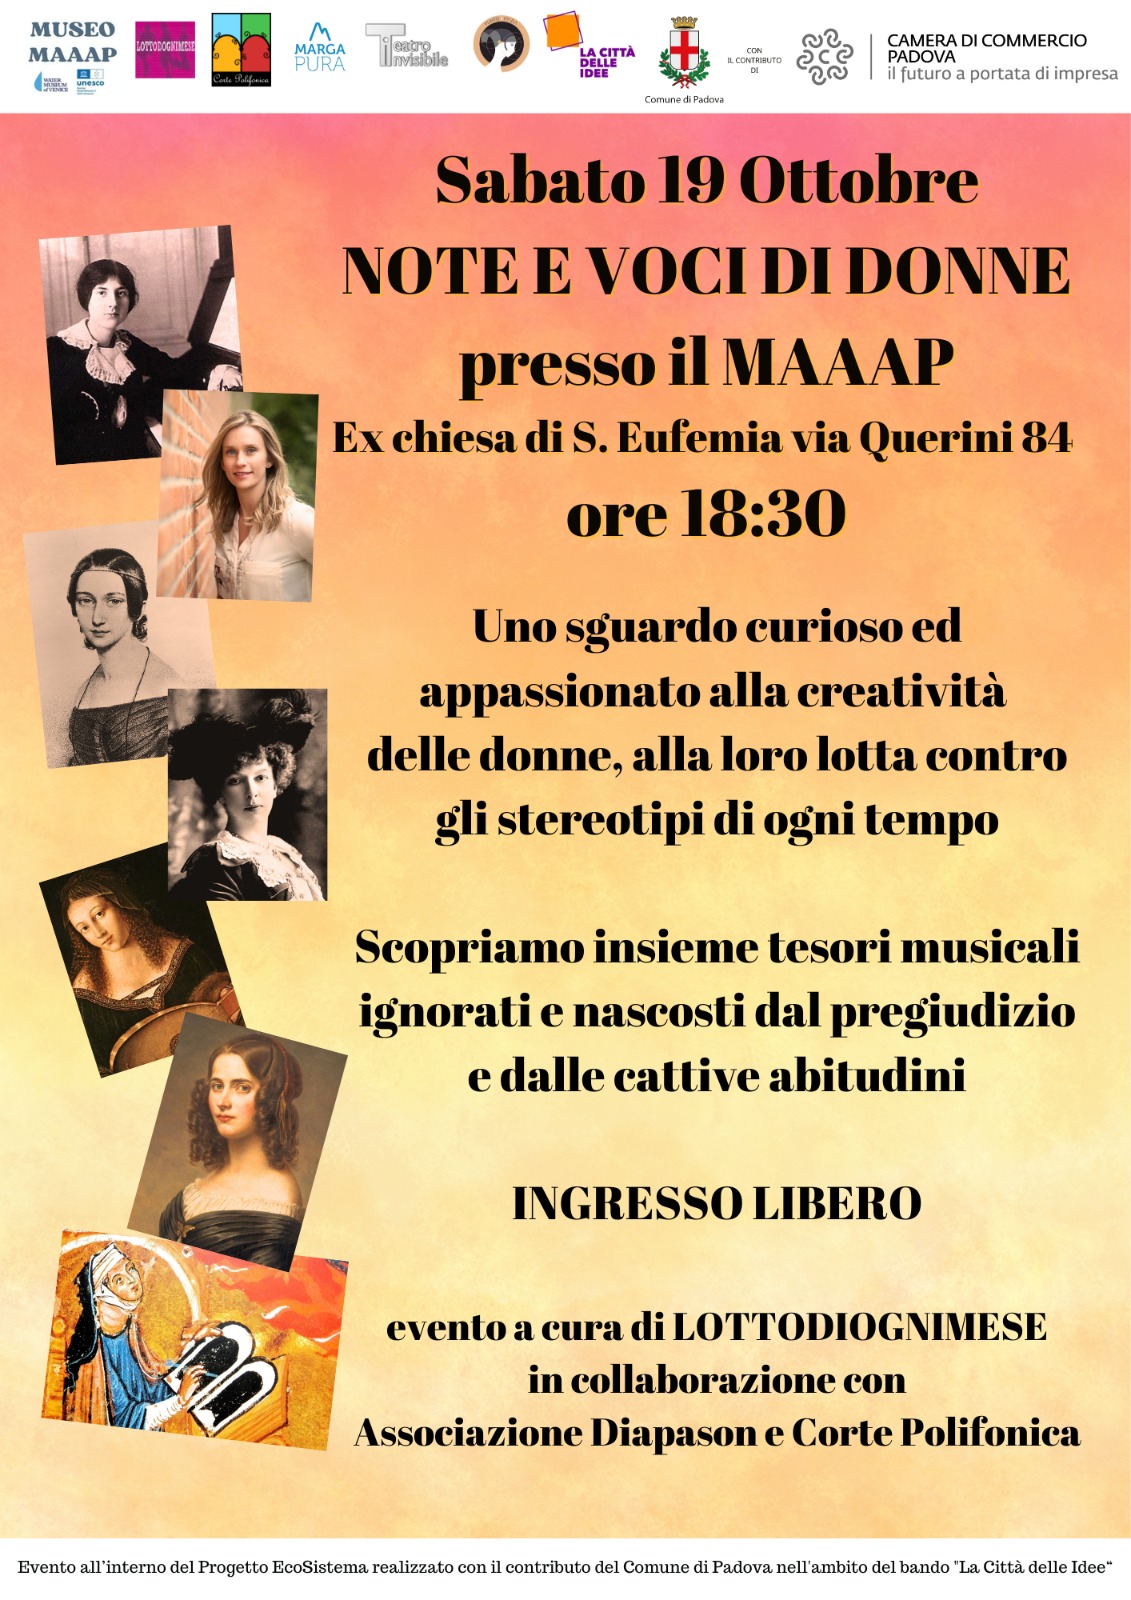 MUSEO
MAAAP
WATER
MUSEUM
of VENICE
unesco
LOTTODOGNIMESE
Corte Polifonica
MARGA
PURA
Teatro
Invisibile
LA CITTÀ
DELLE
IDEE
Comune di Padova
CON
IL CONTRIBUTO
DI
CAMERA DI COMMERCIO
PADOVA
il futuro a portata di impresa
Sabato 19 Ottobre
NOTE E VOCI DI DONNE
presso il MAAAP
Ex chiesa di S. Eufemia via Querini 84
ore 18:30
Uno sguardo curioso ed
appassionato alla creatività
delle donne, alla loro lotta contro
gli stereotipi di ogni tempo
Scopriamo insieme tesori musicali
ignorati e nascosti dal pregiudizio
e dalle cattive abitudini
INGRESSO LIBERO
evento a cura di LOTTODIOGNIMESE
in collaborazione con
Associazione Diapason e Corte Polifonica
Evento all’interno del Progetto EcoSistema realizzato con il contributo del Comune di Padova nell'ambito del bando "La Città delle Idee“